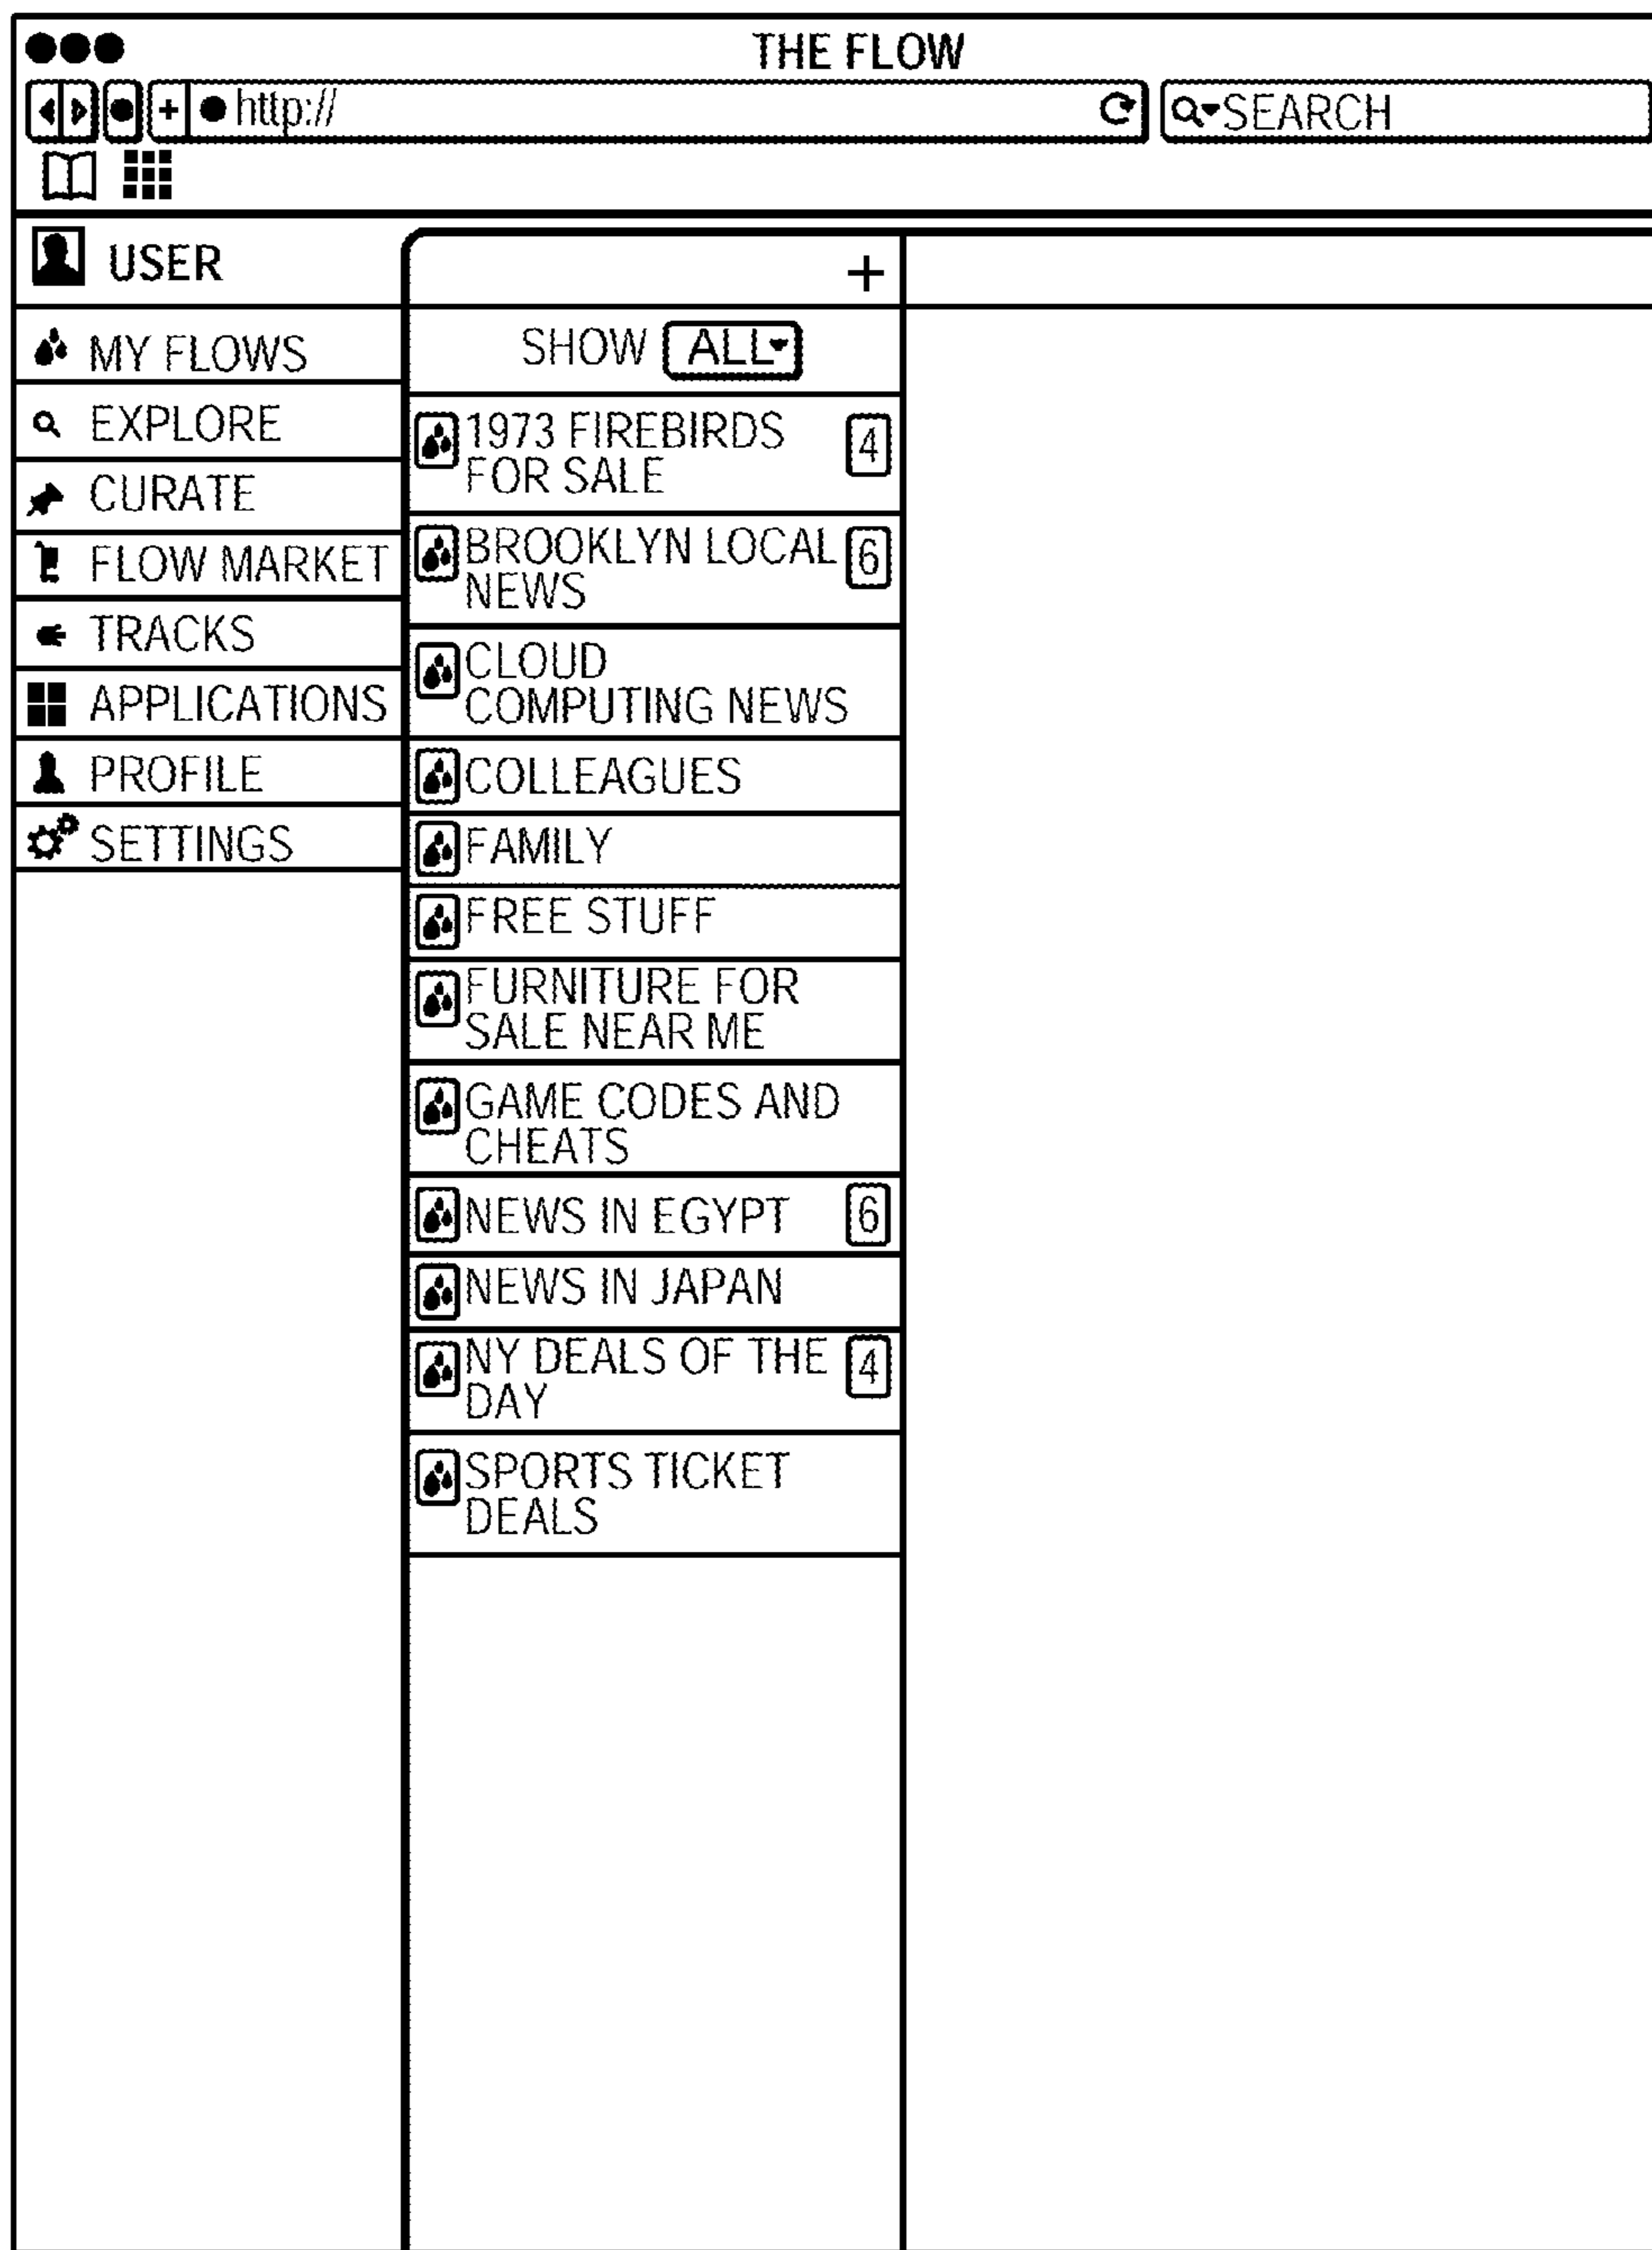 THE FLOW
http://
SEARCH
USER
MY FLOWS
EXPLORE
CURATE
FLOW MARKET
TRACKS
APPLICATIONS
PROFILE
SETTINGS
+
SHOW ALL
1973 FIREBIRDS 4
FOR SALE
BROOKLYN LOCAL 6
NEWS
CLOUD
COMPUTING NEWS
COLLEAGUES
FAMILY
FREE STUFF
FURNITURE FOR
SALE NEAR ME
GAME CODES AND
CHEATS
NEWS IN EGYPT 6
NEWS IN JAPAN
NY DEALS OF THE 4
DAY
SPORTS TICKET
DEALS